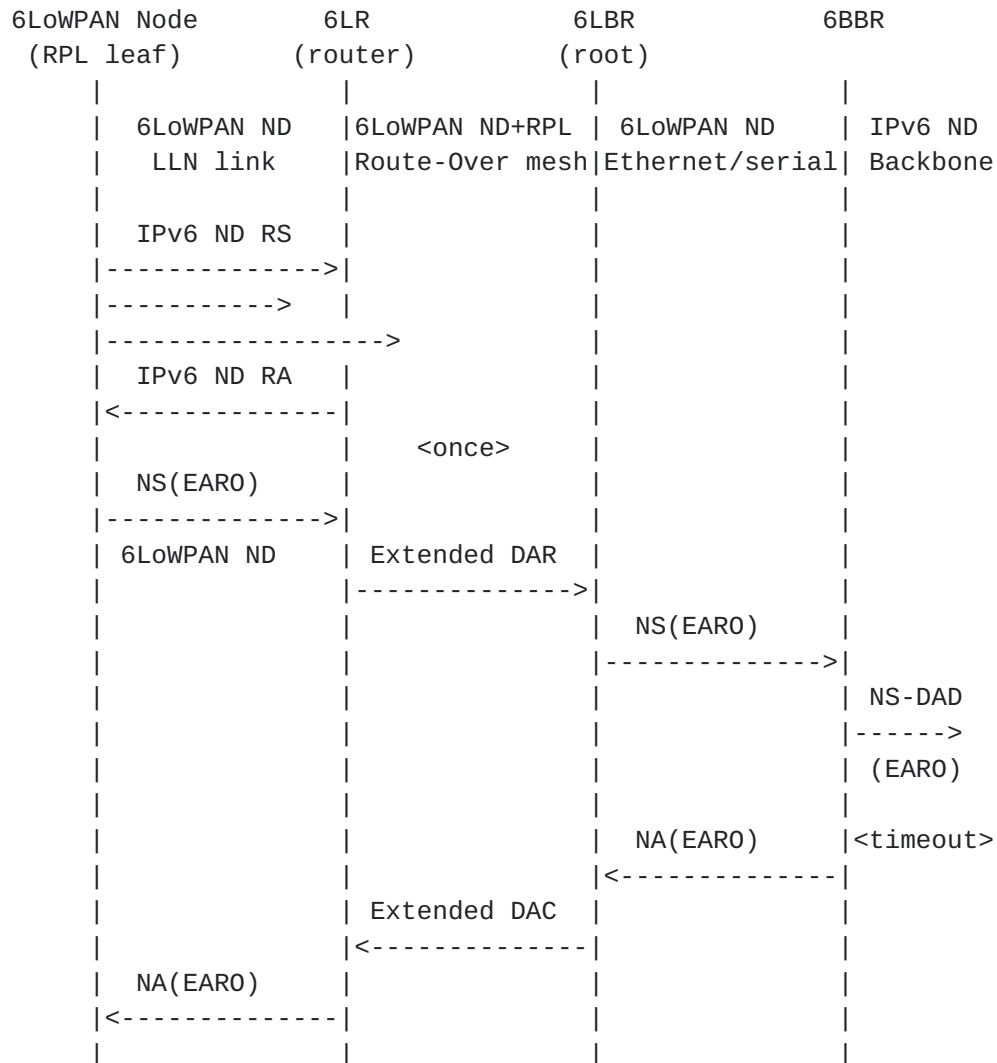 6LoWPAN Node 6LR 6LBR 6BBR
(RPL leaf) (router) (root)
6LoWPAN ND 6LoWPAN ND+RPL 6LoWPAN ND IPv6 ND
LLN link Route-Over mesh Ethernet/serial Backbone
IPv6 ND RS
IPv6 ND RA
<once>
NS(EARO)
6LoWPAN ND Extended DAR
NS(EARO)
NS-DAD
(EARO)
NA(EARO) <timeout>
Extended DAC
NA(EARO)